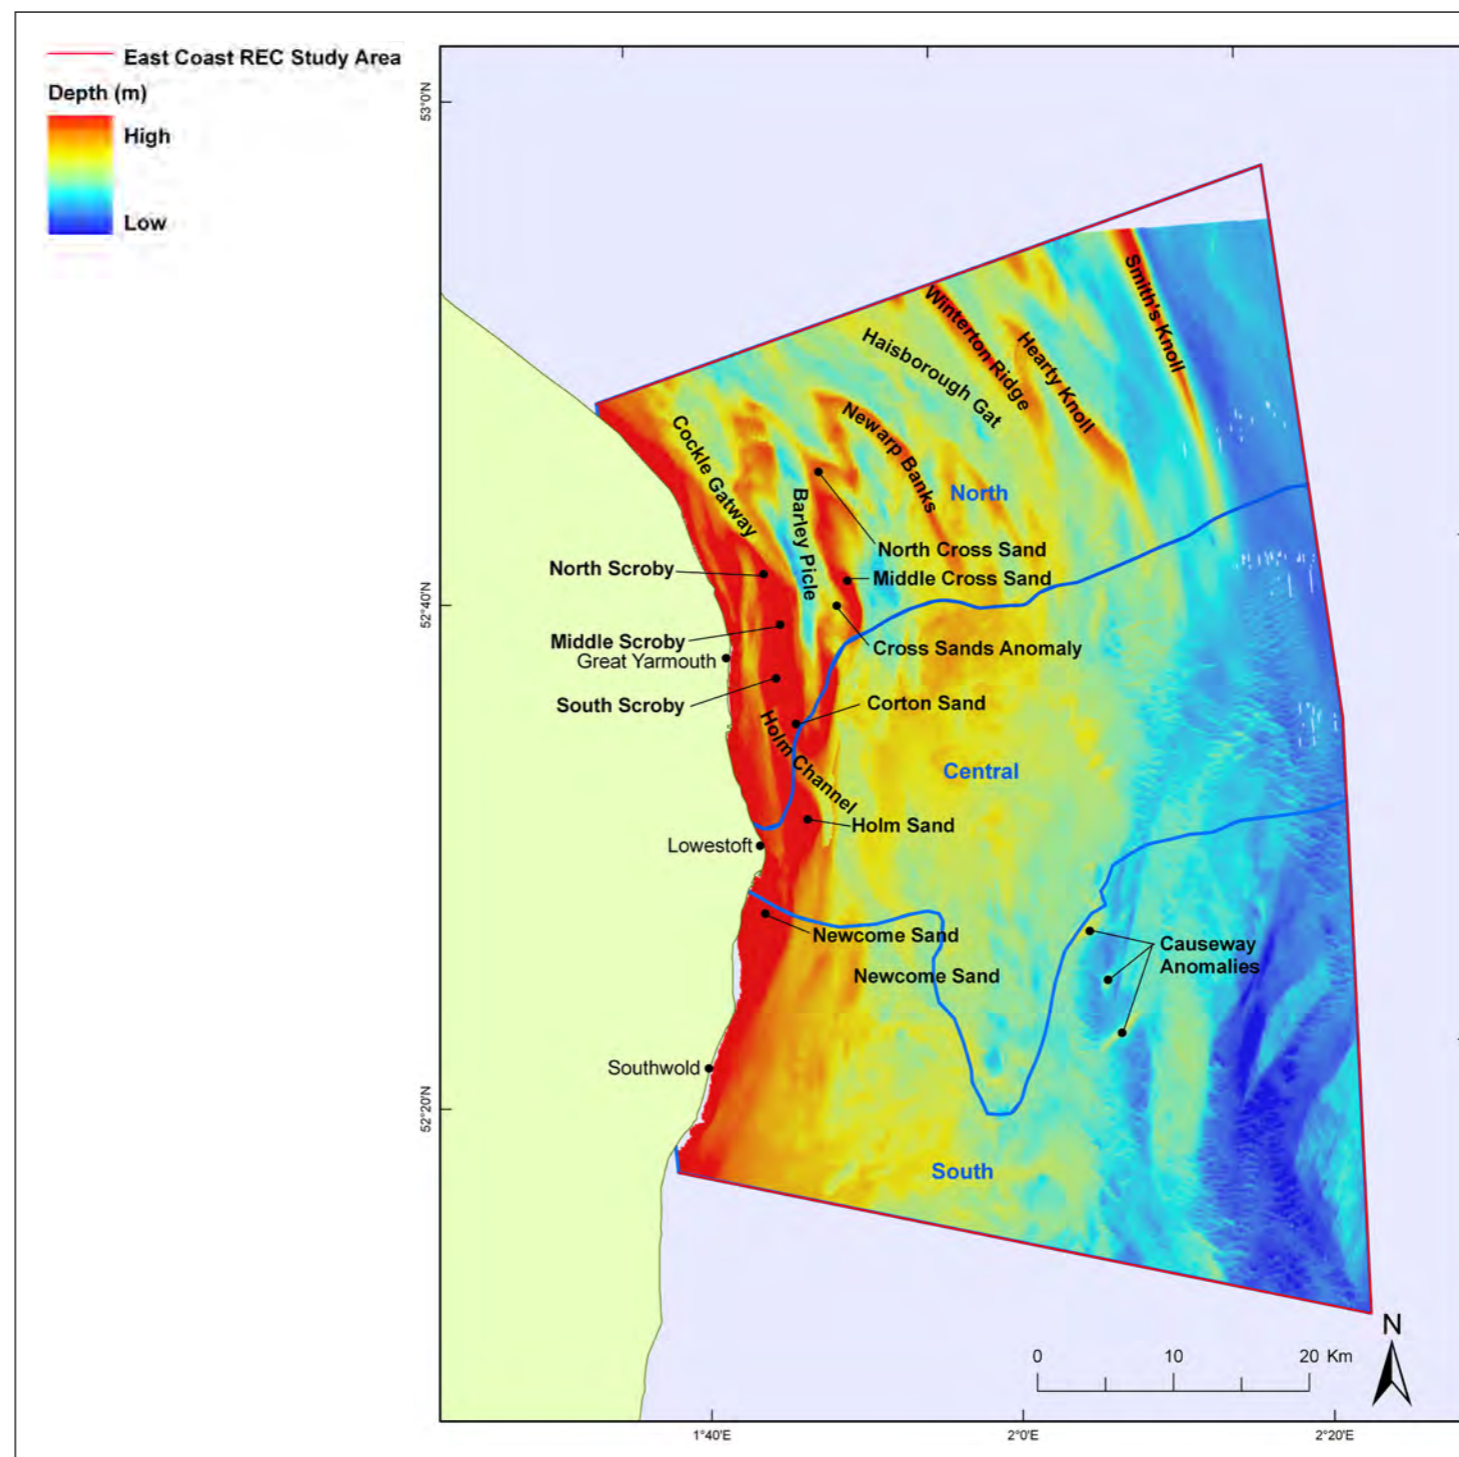 East Coast REC Study Area
Depth (m)
High
Low
53°0'N
52°40'N
52°20'N
Smith's Knoll
Winterton Ridge
Hearty Knoll
Haisborough Gat
Newarp Banks
Cockle Gatway
Barley Picle
North
North Cross Sand
North Scroby
Middle Cross Sand
Middle Scroby
Cross Sands Anomaly
Great Yarmouth
South Scroby
Corton Sand
Holm Channel
Central
Holm Sand
Lowestoft
Newcome Sand
Causeway
Anomalies
Newcome Sand
Southwold
South
N
0 10 20 Km
1°40'E 2°0'E 2°20'E